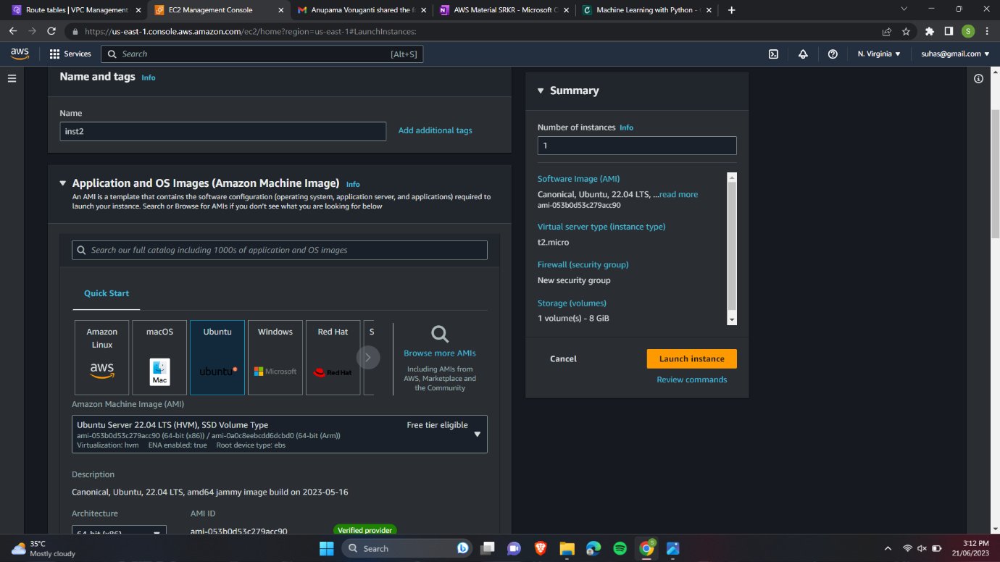 Route tables | VPC Management
EC2 Management Console
Anupama Voruganti shared the f
AWS Material SRKR - Microsoft C
Machine Learning with Python -
https://us-east-1.console.aws.amazon.com/ec2/home?region=us-east-1#LaunchInstances:
S
aws
Services
Search
[Alt+S]
N. Virginia
suhas@gmail.com
Name and tags Info
Name
inst2
Add additional tags
Application and OS Images (Amazon Machine Image) Info
An AMI is a template that contains the software configuration (operating system, application server, and applications) required to
launch your instance. Search or Browse for AMIs if you don't see what you are looking for below
Search our full catalog including 1000s of application and OS images
Quick Start
Amazon
Linux
aws
macOS
Mac
Ubuntu
ubuntu
Windows
Microsoft
Red Hat
Red Hat
S
Browse more AMIs
Including AMIs from
AWS, Marketplace and
the Community
Amazon Machine Image (AMI)
Ubuntu Server 22.04 LTS (HVM), SSD Volume Type
Free tier eligible
ami-053b0d53c279acc90 (64-bit (x86)) / ami-0a0c8eebcdd6dcbd0 (64-bit (Arm))
Virtualization: hvm ENA enabled: true Root device type: ebs
Description
Canonical, Ubuntu, 22.04 LTS, amd64 jammy image build on 2023-05-16
Architecture
AMI ID
64-bit (x86)
ami-053b0d53c279acc90
Verified provider
Summary
Number of instances Info
1
Software Image (AMI)
Canonical, Ubuntu, 22.04 LTS, ...read more
ami-053b0d53c279acc90
Virtual server type (instance type)
t2.micro
Firewall (security group)
New security group
Storage (volumes)
1 volume(s) - 8 GiB
Cancel
Launch instance
Review commands
35°C
Mostly cloudy
Search
3:12 PM
21/06/2023